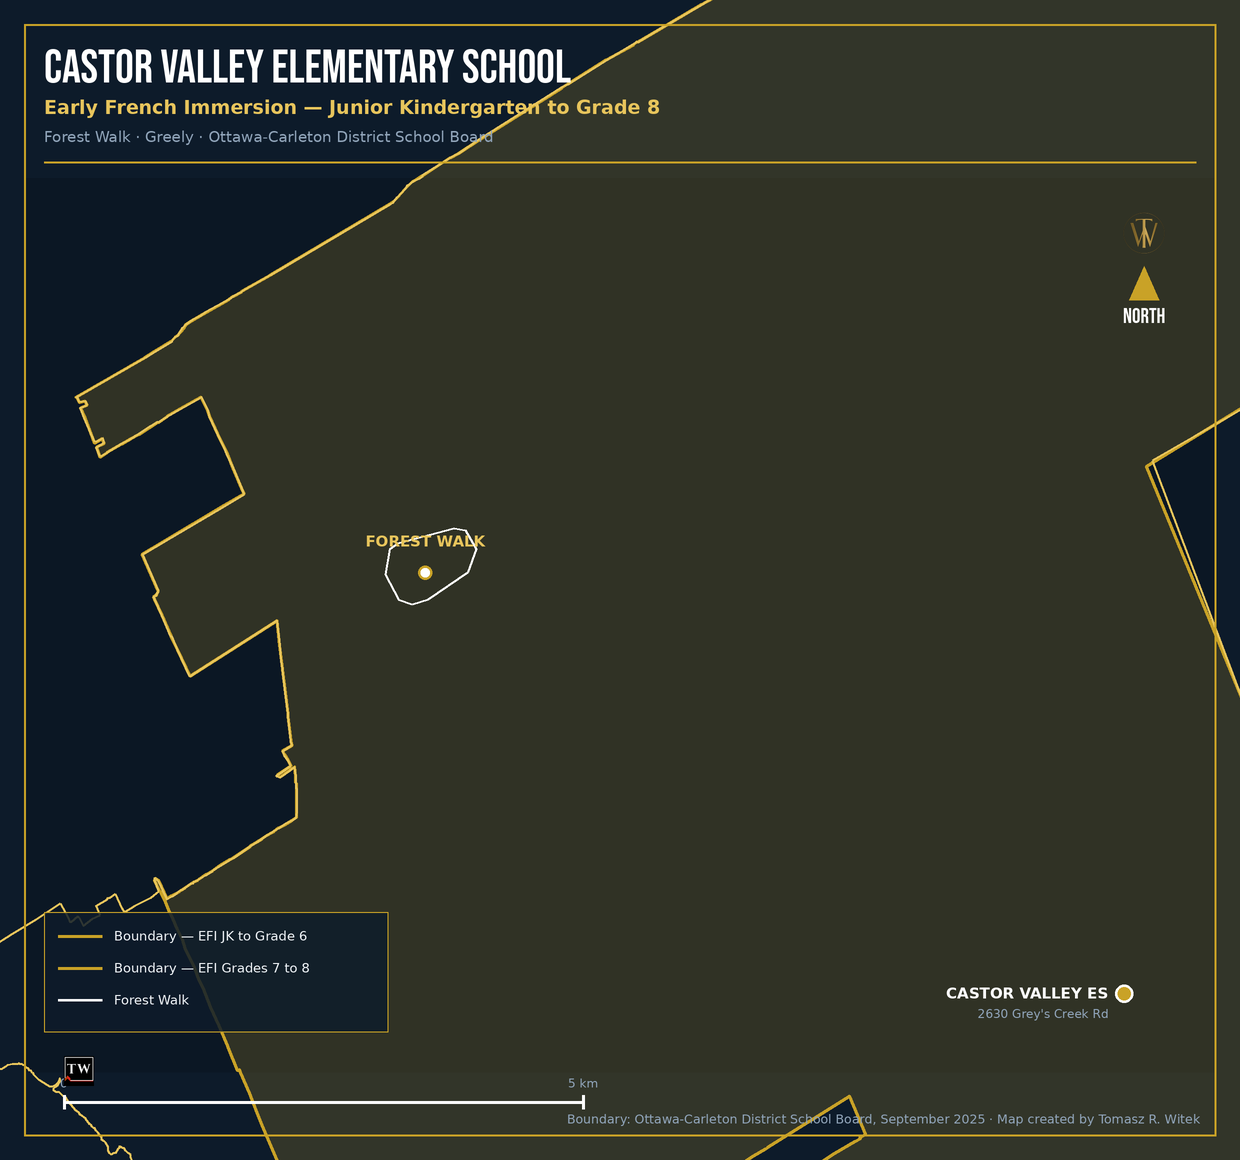 CASTOR VALLEY ELEMENTARY SCHOOL
Early French Immersion — Junior Kindergarten to Grade 8
Forest Walk · Greely · Ottawa-Carleton District School Board
TW
NORTH
FOREST WALK
Boundary — EFI JK to Grade 6
Boundary — EFI Grades 7 to 8
Forest Walk
CASTOR VALLEY ES
2630 Grey's Creek Rd
TW
5 km
Boundary: Ottawa-Carleton District School Board, September 2025 · Map created by Tomasz R. Witek